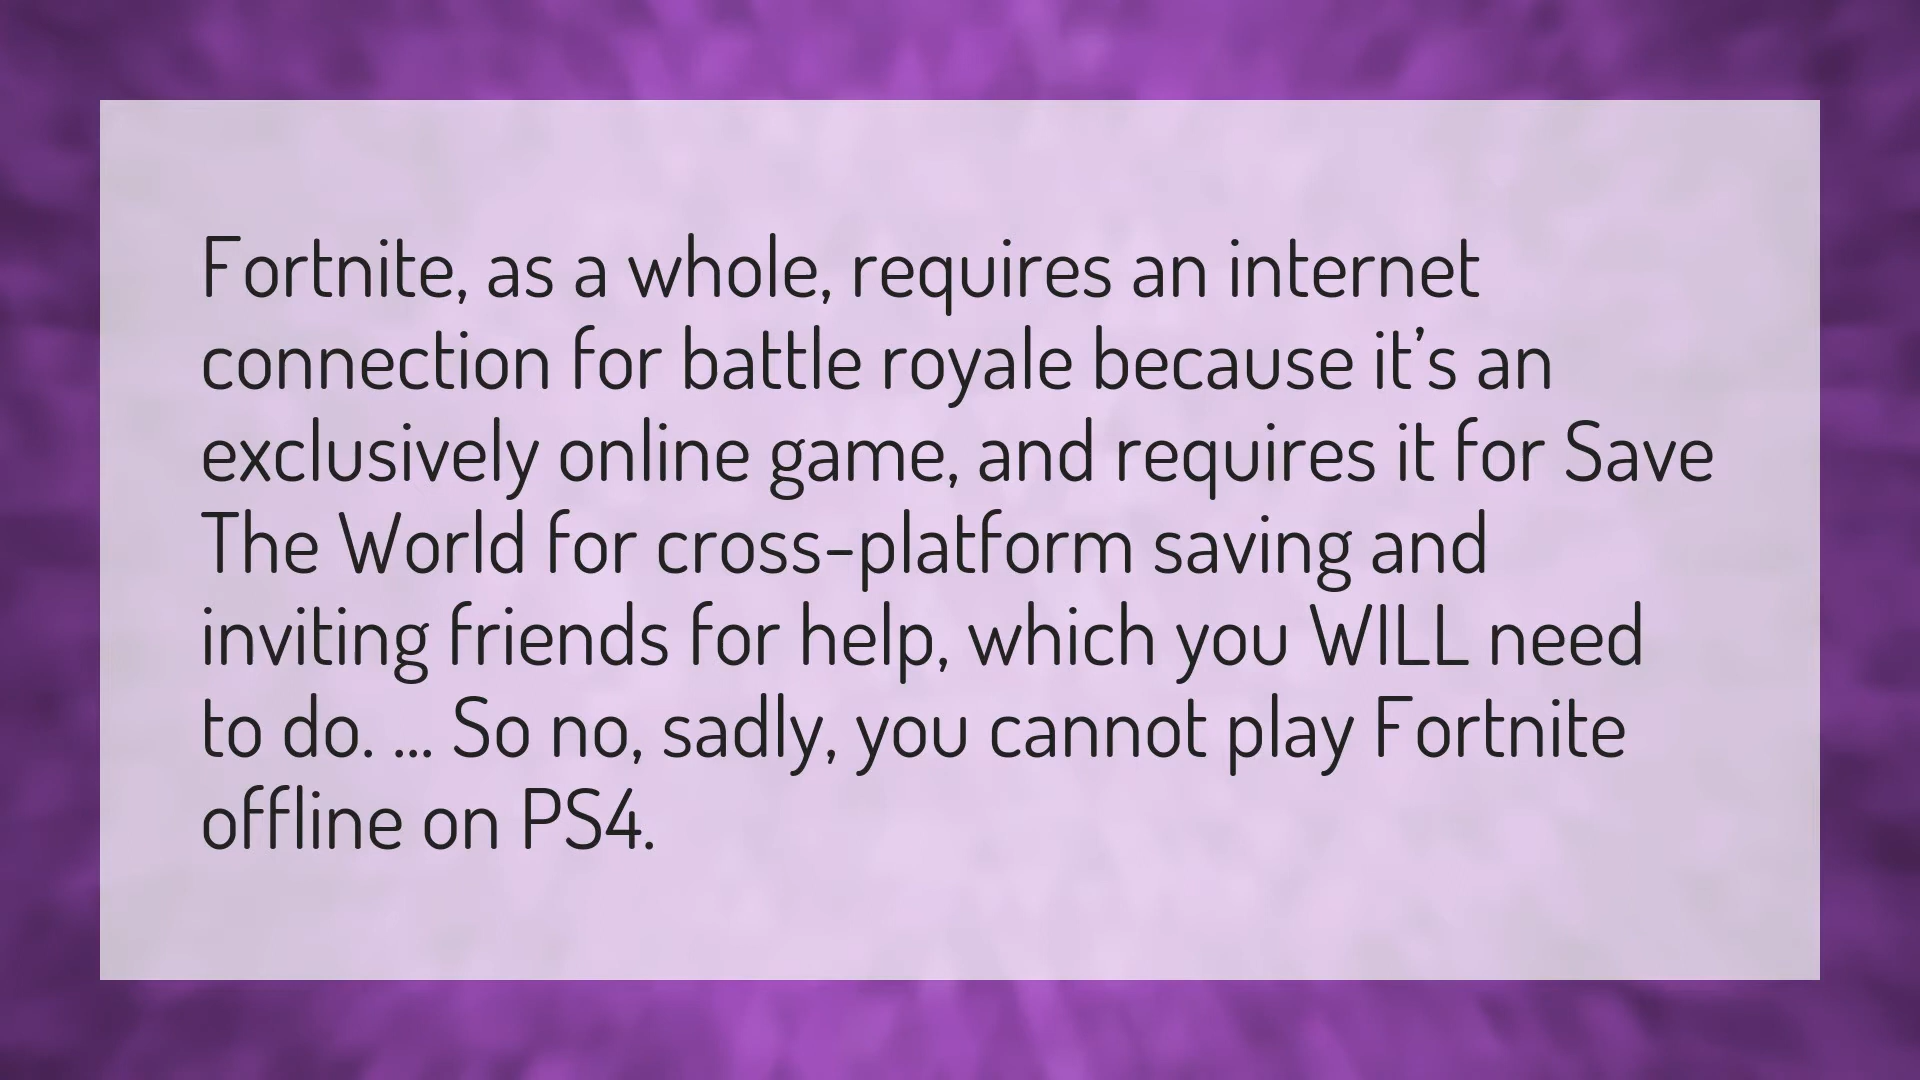 Fortnite, as a whole, requires an internet
connection for battle royale because it’s an
exclusively online game, and requires it for Save
The World for cross-platform saving and
inviting friends for help, which you WILL need
to do. ... So no, sadly, you cannot play Fortnite
offline on PS4.